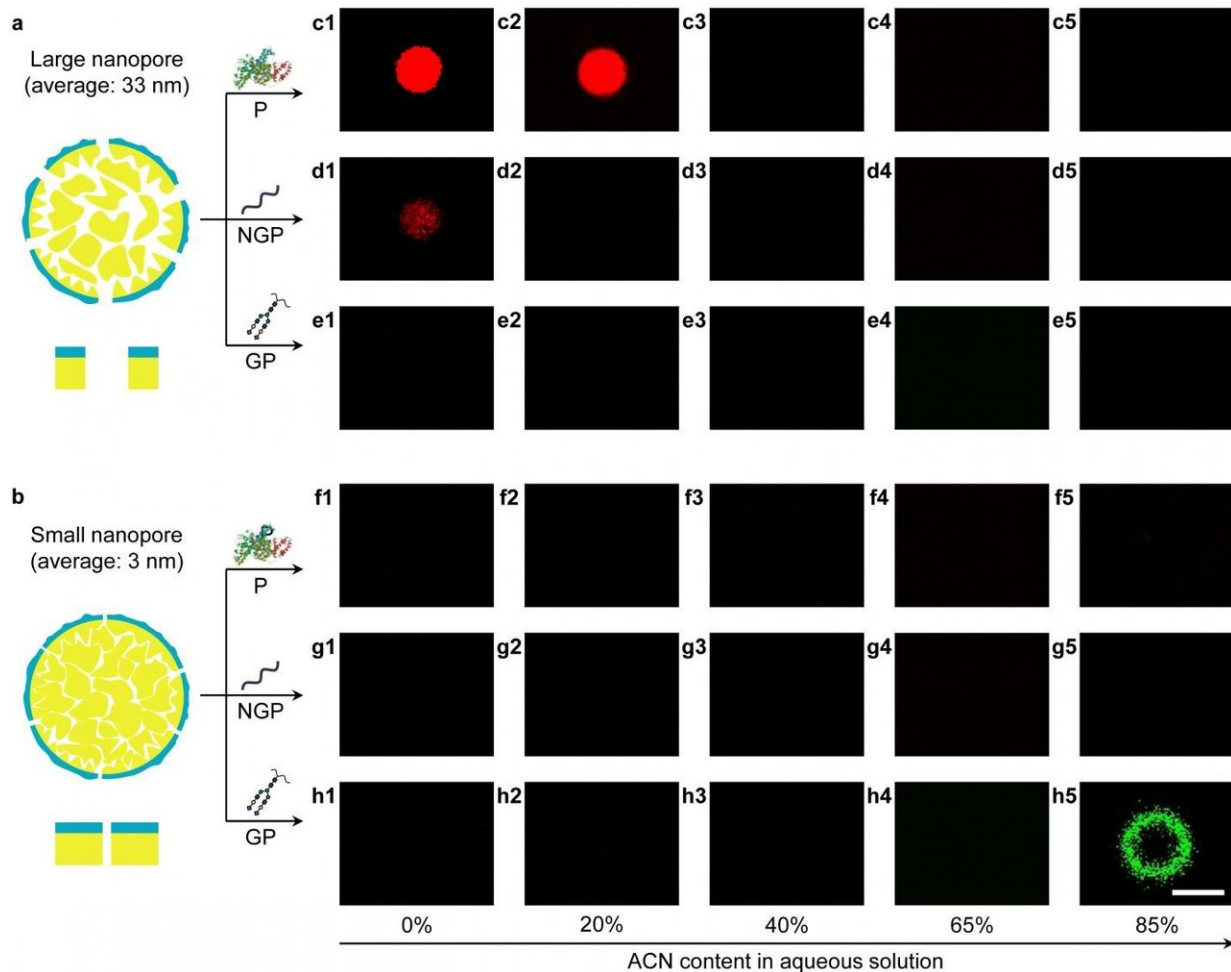 a
Large nanopore
(average: 33 nm)
P
NGP
GP
c1 c2 c3 c4 c5
d1 d2 d3 d4 d5
e1 e2 e3 e4 e5
b
Small nanopore
(average: 3 nm)
P
NGP
GP
f1 f2 f3 f4 f5
g1 g2 g3 g4 g5
h1 h2 h3 h4 h5
0% 20% 40% 65% 85%
ACN content in aqueous solution